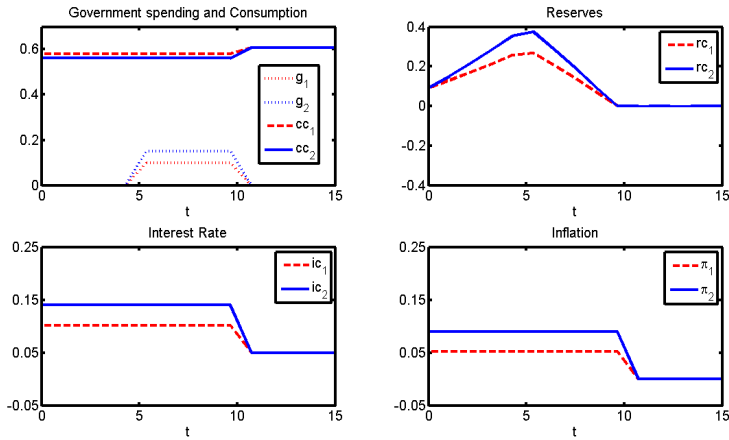 Government spending and Consumption
0.6
0.4
0.2
0
0
5
10
15
t
g1
g2
cc1
cc2
Reserves
0.4
0.2
0
-0.2
-0.4
0
5
10
15
t
rc1
rc2
Interest Rate
0.25
0.15
0.05
-0.05
0
5
10
15
t
ic1
ic2
Inflation
0.25
0.15
0.05
-0.05
0
5
10
15
t
π1
π2